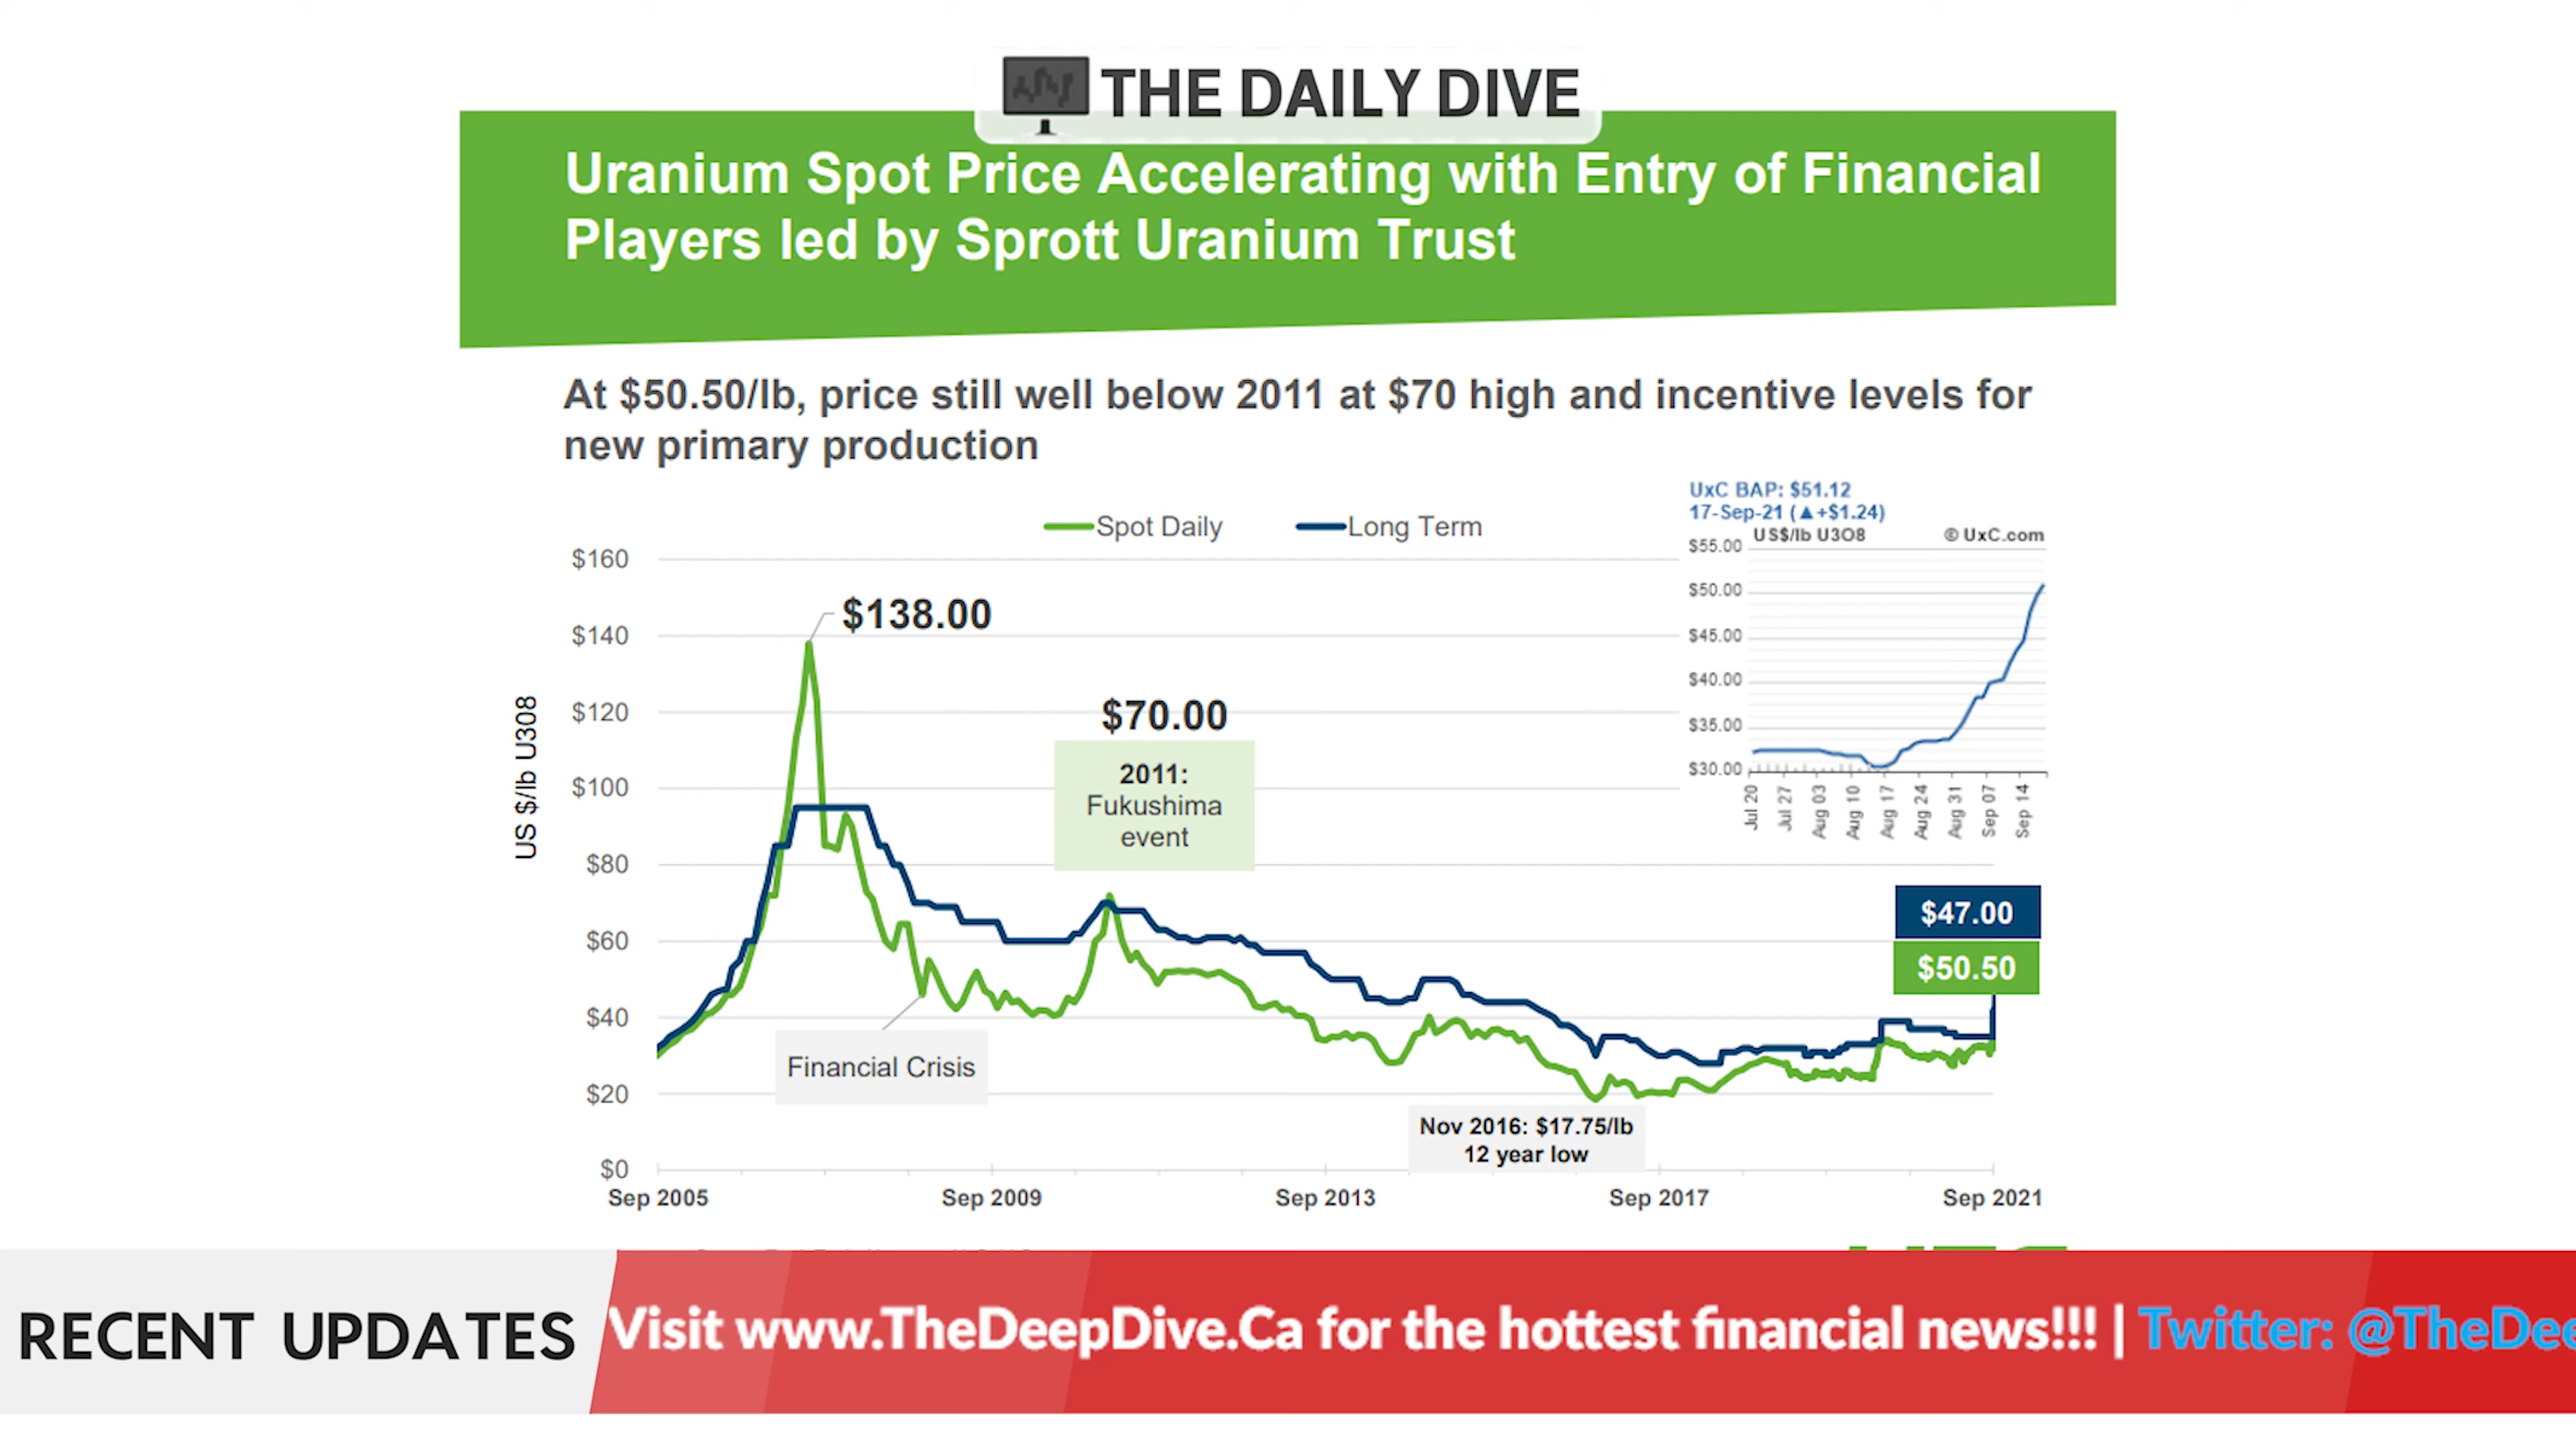 THE DAILY DIVE
Uranium Spot Price Accelerating with Entry of Financial
Players led by Sprott Uranium Trust
At $50.50/lb, price still well below 2011 at $70 high and incentive levels for
new primary production
UxC BAP: $51.12
17-Sep-21 (▲+$1.24)
US$/lb U3O8 © UxC.com
$55.00
$50.00
$45.00
$40.00
$35.00
$30.00
Jul 20
Jul 27
Aug 03
Aug 10
Aug 17
Aug 24
Aug 31
Sep 07
Sep 14
Spot Daily
Long Term
US $/lb U308
$160
$140
$120
$100
$80
$60
$40
$20
$0
$138.00
$70.00
2011:
Fukushima
event
Financial Crisis
Nov 2016: $17.75/lb
12 year low
$47.00
$50.50
Sep 2005
Sep 2009
Sep 2013
Sep 2017
Sep 2021
RECENT UPDATES
Visit www.TheDeepDive.Ca for the hottest financial news!!! | Twitter: @TheDee